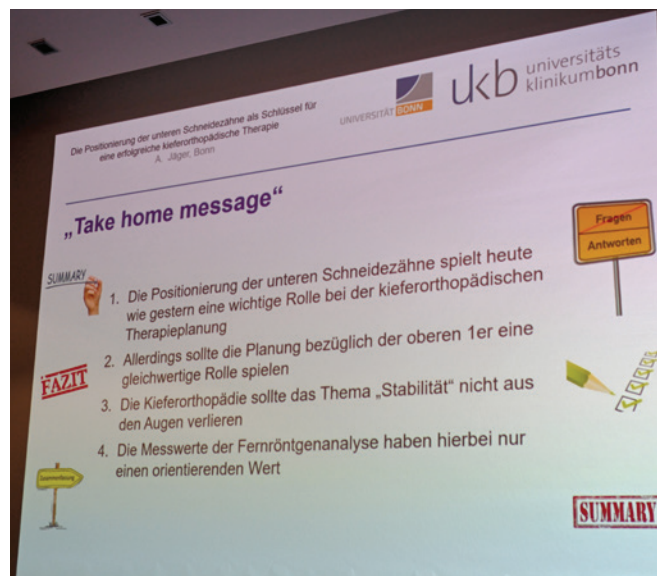 Die Positionierung der unteren Schneidezähne als Schlüssel für
eine erfolgreiche kieferorthopädische Therapie
A. Jäger, Bonn
UNIVERSITÄT BONN
ukb universitäts
klinikumbonn
„Take home message“
SUMMARY
Fragen
Antworten
1. Die Positionierung der unteren Schneidezähne spielt heute
wie gestern eine wichtige Rolle bei der kieferorthopädischen
Therapieplanung
2. Allerdings sollte die Planung bezüglich der oberen 1er eine
gleichwertige Rolle spielen
FAZIT
3. Die Kieferorthopädie sollte das Thema „Stabilität“ nicht aus
den Augen verlieren
4. Die Messwerte der Fernröntgenanalyse haben hierbei nur
einen orientierenden Wert
Zusammenfassung
SUMMARY